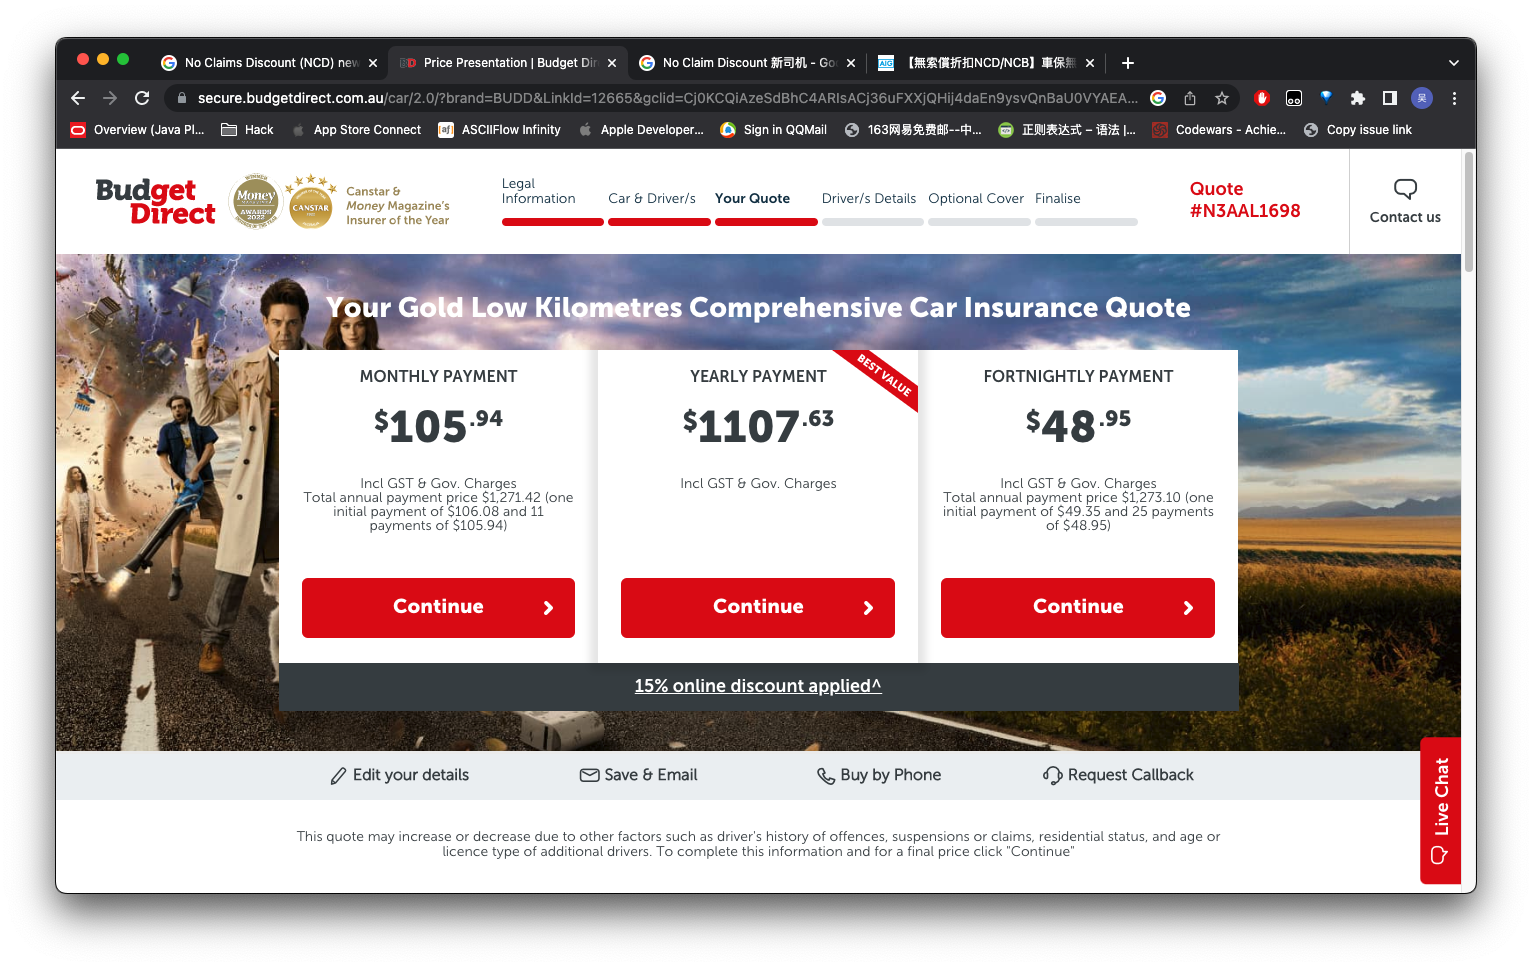 No Claims Discount (NCD) new
Price Presentation | Budget Dir
No Claim Discount 新司机 - Goo
AIG
【無索償折扣NCD/NCB】車保無
secure.budgetdirect.com.au/car/2.0/?brand=BUDD&LinkId=12665&gclid=Cj0KCQiAzeSdBhC4ARIsACj36uFXXjQHij4daEn9ysvQnBaU0VYAEA...
吴
Overview (Java Pl...
Hack
App Store Connect
af
ASCIIFlow Infinity
Apple Developer...
Sign in QQMail
163网易免费邮--中...
正则表达式 – 语法 |...
Codewars - Achie...
Copy issue link
Budget
Direct
WINNER
Money
MAGAZINE'S
AWARDS
2022
CANSTAR
Canstar &
Money Magazine's
Insurer of the Year
Legal
Information
Car & Driver/s
Your Quote
Driver/s Details
Optional Cover
Finalise
Quote
#N3AAL1698
Contact us
Your Gold Low Kilometres Comprehensive Car Insurance Quote
MONTHLY PAYMENT
$105.94
Incl GST & Gov. Charges
Total annual payment price $1,271.42 (one
initial payment of $106.08 and 11
payments of $105.94)
Continue
BEST VALUE
YEARLY PAYMENT
$1107.63
Incl GST & Gov. Charges
Continue
FORTNIGHTLY PAYMENT
$48.95
Incl GST & Gov. Charges
Total annual payment price $1,273.10 (one
initial payment of $49.35 and 25 payments
of $48.95)
Continue
15% online discount applied^
Edit your details
Save & Email
Buy by Phone
Request Callback
Live Chat
This quote may increase or decrease due to other factors such as driver's history of offences, suspensions or claims, residential status, and age or
licence type of additional drivers. To complete this information and for a final price click "Continue"